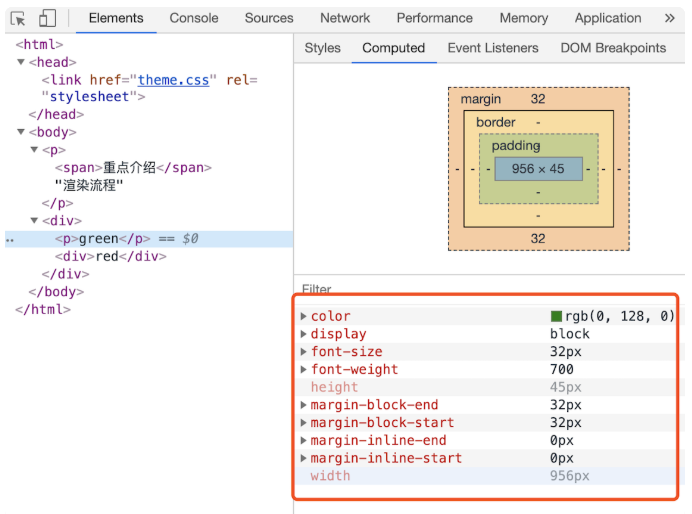 Elements Console Sources Network Performance Memory Application »
<html>
▼<head>
<link href="theme.css" rel=
"stylesheet">
</head>
▼<body>
▼<p>
<span>重点介绍</span>
"渲染流程"
</p>
▼<div>
<p>green</p> == $0
<div>red</div>
</div>
</body>
</html>
Styles Computed Event Listeners DOM Breakpoints
margin 32
border -
padding -
- - - 956 × 45 - - -
-
-
32
Filter
color rgb(0, 128, 0)
display block
font-size 32px
font-weight 700
height 45px
margin-block-end 32px
margin-block-start 32px
margin-inline-end 0px
margin-inline-start 0px
width 956px